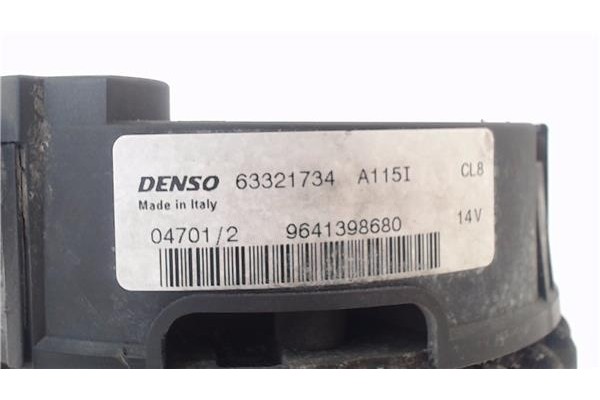 DENSO 63321734 A115I CL8
Made in Italy
04701/2 9641398680 14V